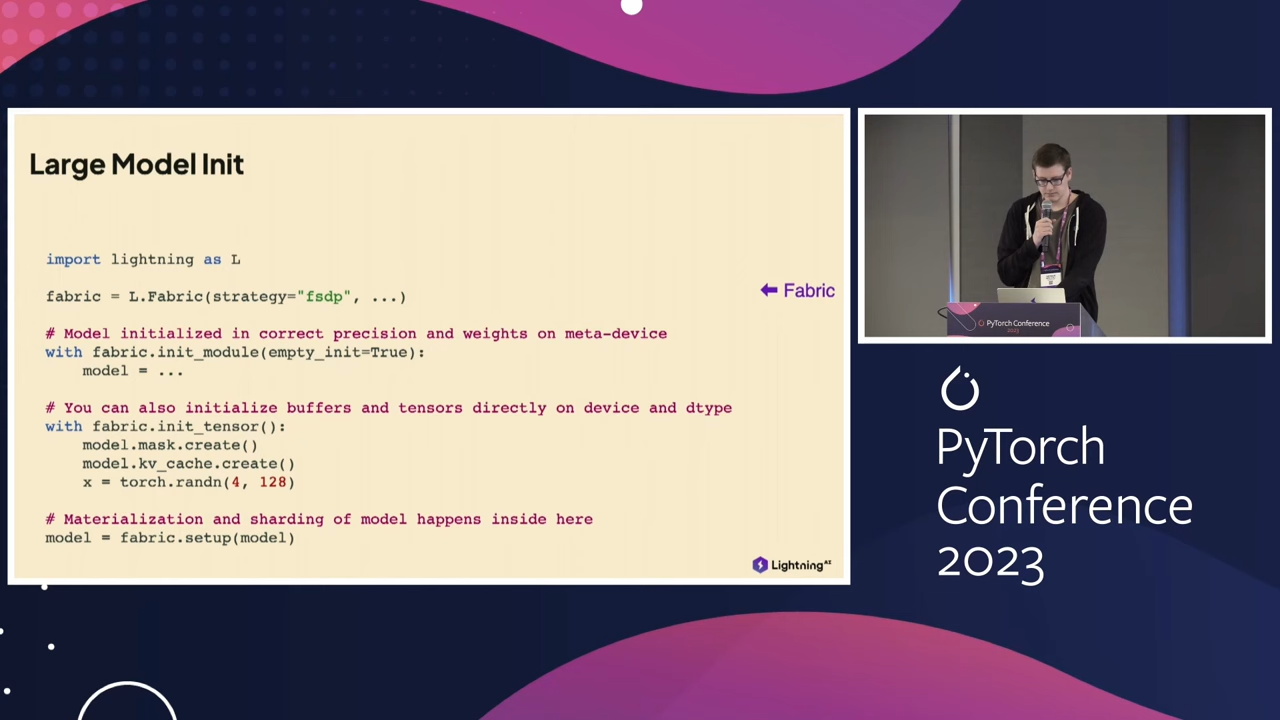 Large Model Init
import lightning as L
fabric = L.Fabric(strategy="fsdp", ...)
# Model initialized in correct precision and weights on meta-device
with fabric.init_module(empty_init=True):
    model = ...
# You can also initialize buffers and tensors directly on device and dtype
with fabric.init_tensor():
    model.mask.create()
    model.kv_cache.create()
    x = torch.randn(4, 128)
# Materialization and sharding of model happens inside here
model = fabric.setup(model)
⬅ Fabric
Lightning AI
PyTorch Conference
2023
PyTorch
Conference
2023